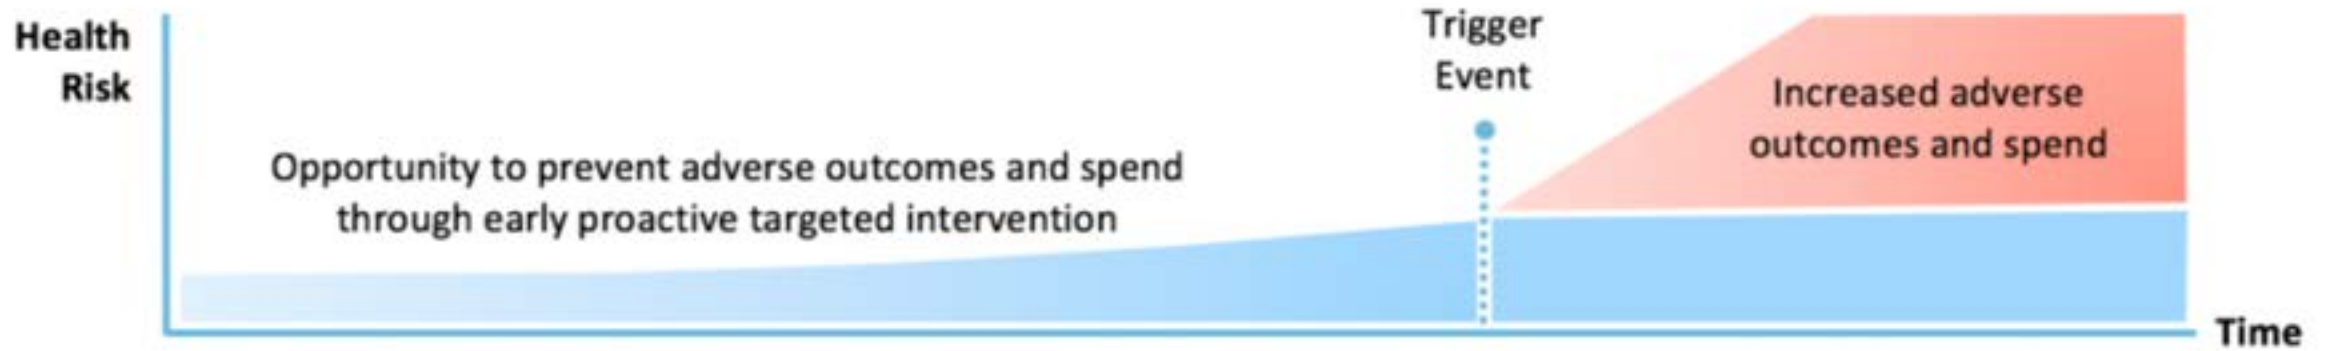 Health
Risk
Opportunity to prevent adverse outcomes and spend
through early proactive targeted intervention
Trigger
Event
Increased adverse
outcomes and spend
Time